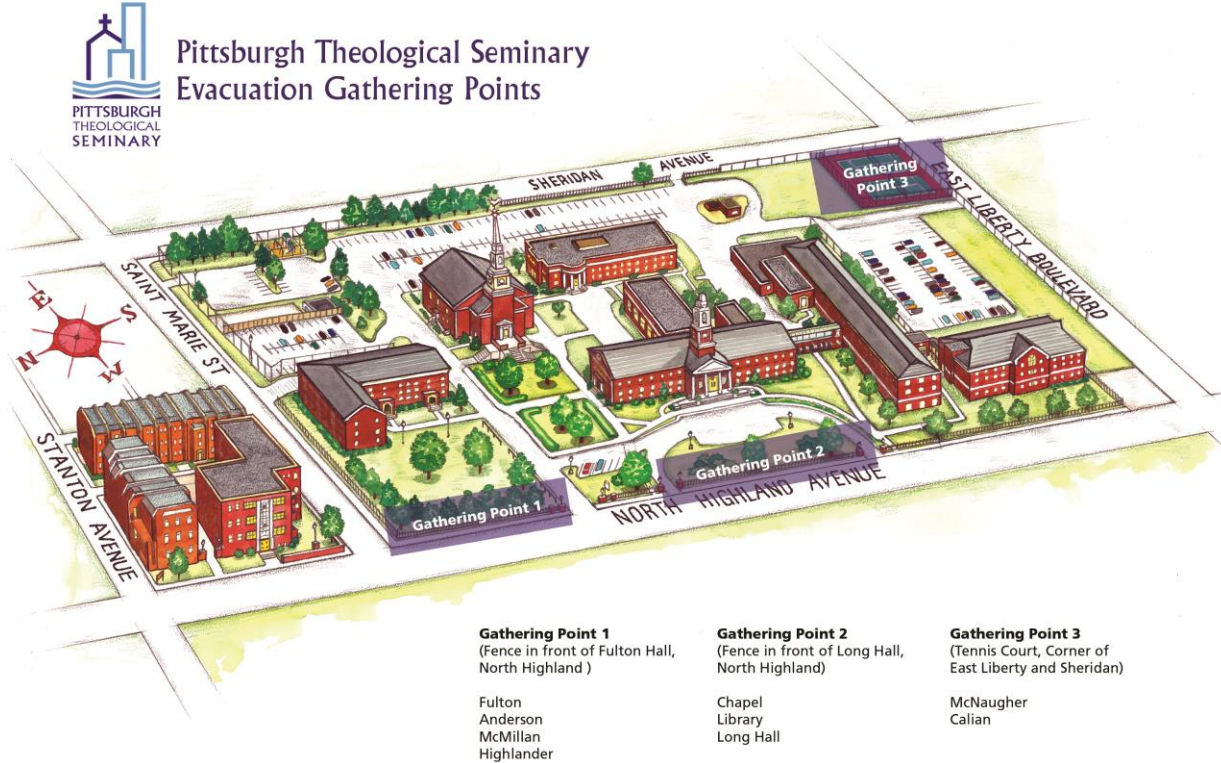 Pittsburgh Theological Seminary
Evacuation Gathering Points
PITTSBURGH
THEOLOGICAL
SEMINARY
SHERIDAN AVENUE
Gathering
Point 3
EAST LIBERTY BOULEVARD
SAINT MARIE ST
E
S
N
W
STANTON AVENUE
Gathering Point 2
Gathering Point 1
NORTH HIGHLAND AVENUE
Gathering Point 1
(Fence in front of Fulton Hall,
North Highland )
Fulton
Anderson
McMillan
Highlander
Gathering Point 2
(Fence in front of Long Hall,
North Highland)
Chapel
Library
Long Hall
Gathering Point 3
(Tennis Court, Corner of
East Liberty and Sheridan)
McNaugher
Calian